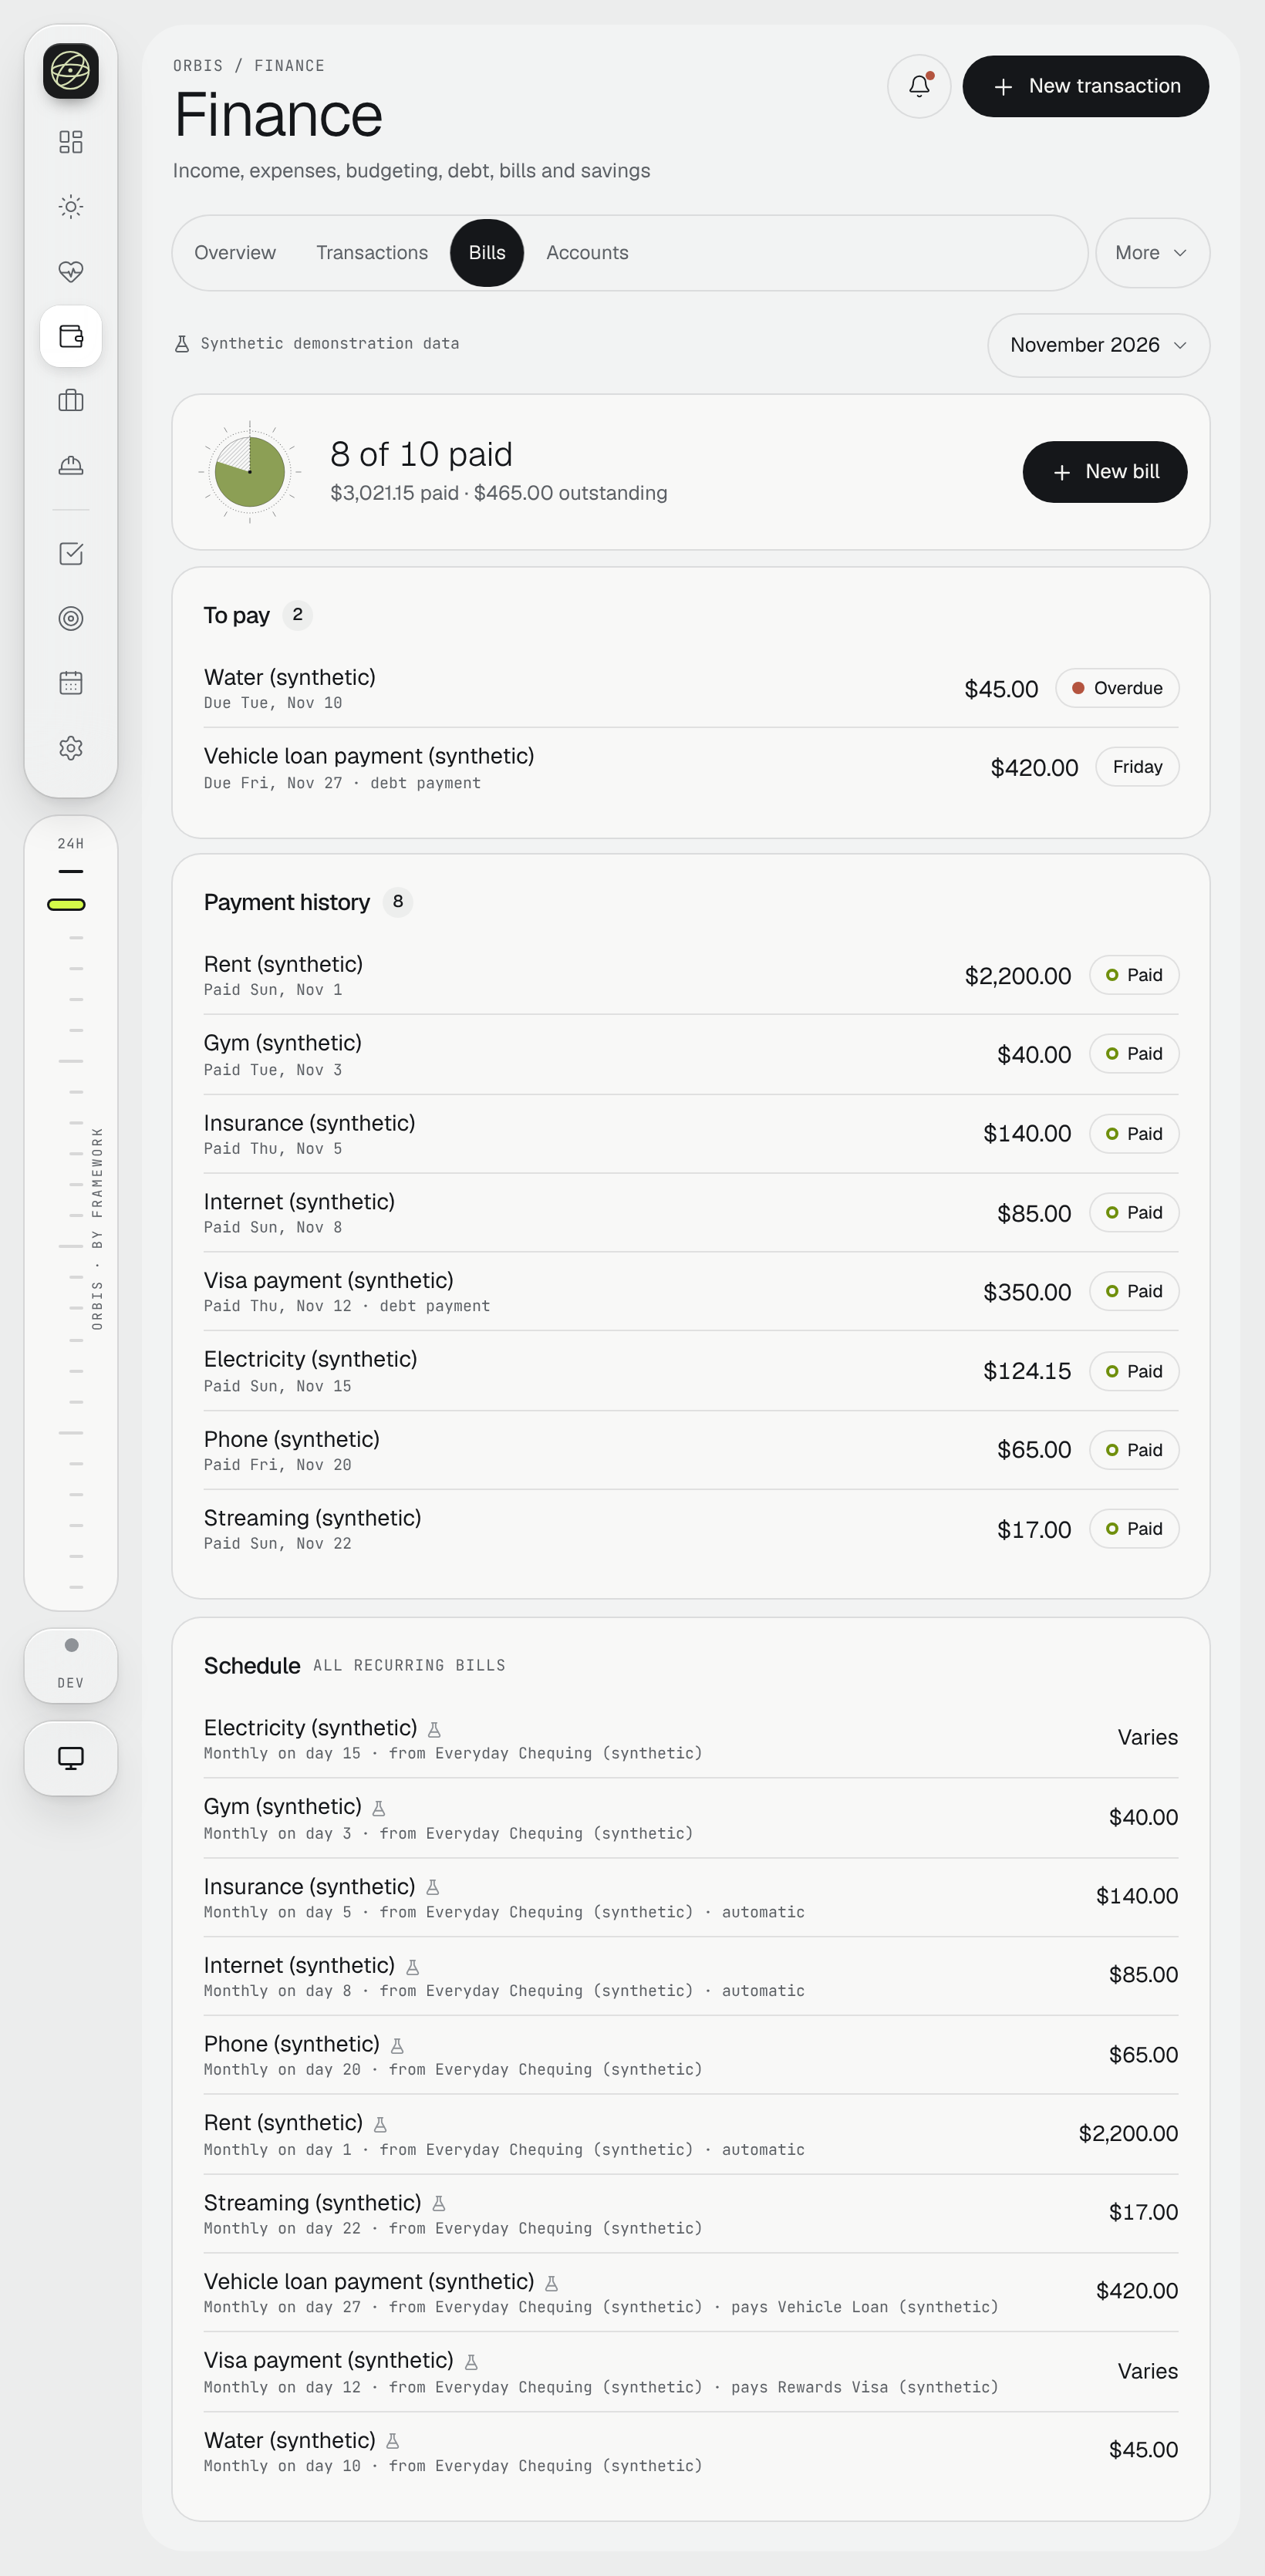 ORBIS / FINANCE
Finance
Income, expenses, budgeting, debt, bills and savings
New transaction
Overview
Transactions
Bills
Accounts
More
Synthetic demonstration data
November 2026
8 of 10 paid
$3,021.15 paid · $465.00 outstanding
New bill
To pay 2
Water (synthetic)
Due Tue, Nov 10
$45.00
Overdue
Vehicle loan payment (synthetic)
Due Fri, Nov 27 · debt payment
$420.00
Friday
Payment history 8
Rent (synthetic)
Paid Sun, Nov 1
$2,200.00
Paid
Gym (synthetic)
Paid Tue, Nov 3
$40.00
Paid
Insurance (synthetic)
Paid Thu, Nov 5
$140.00
Paid
Internet (synthetic)
Paid Sun, Nov 8
$85.00
Paid
Visa payment (synthetic)
Paid Thu, Nov 12 · debt payment
$350.00
Paid
Electricity (synthetic)
Paid Sun, Nov 15
$124.15
Paid
Phone (synthetic)
Paid Fri, Nov 20
$65.00
Paid
Streaming (synthetic)
Paid Sun, Nov 22
$17.00
Paid
Schedule ALL RECURRING BILLS
Electricity (synthetic)
Monthly on day 15 · from Everyday Chequing (synthetic)
Varies
Gym (synthetic)
Monthly on day 3 · from Everyday Chequing (synthetic)
$40.00
Insurance (synthetic)
Monthly on day 5 · from Everyday Chequing (synthetic) · automatic
$140.00
Internet (synthetic)
Monthly on day 8 · from Everyday Chequing (synthetic) · automatic
$85.00
Phone (synthetic)
Monthly on day 20 · from Everyday Chequing (synthetic)
$65.00
Rent (synthetic)
Monthly on day 1 · from Everyday Chequing (synthetic) · automatic
$2,200.00
Streaming (synthetic)
Monthly on day 22 · from Everyday Chequing (synthetic)
$17.00
Vehicle loan payment (synthetic)
Monthly on day 27 · from Everyday Chequing (synthetic) · pays Vehicle Loan (synthetic)
$420.00
Visa payment (synthetic)
Monthly on day 12 · from Everyday Chequing (synthetic) · pays Rewards Visa (synthetic)
Varies
Water (synthetic)
Monthly on day 10 · from Everyday Chequing (synthetic)
$45.00
24H
ORBIS · BY FRAMEWORK
DEV